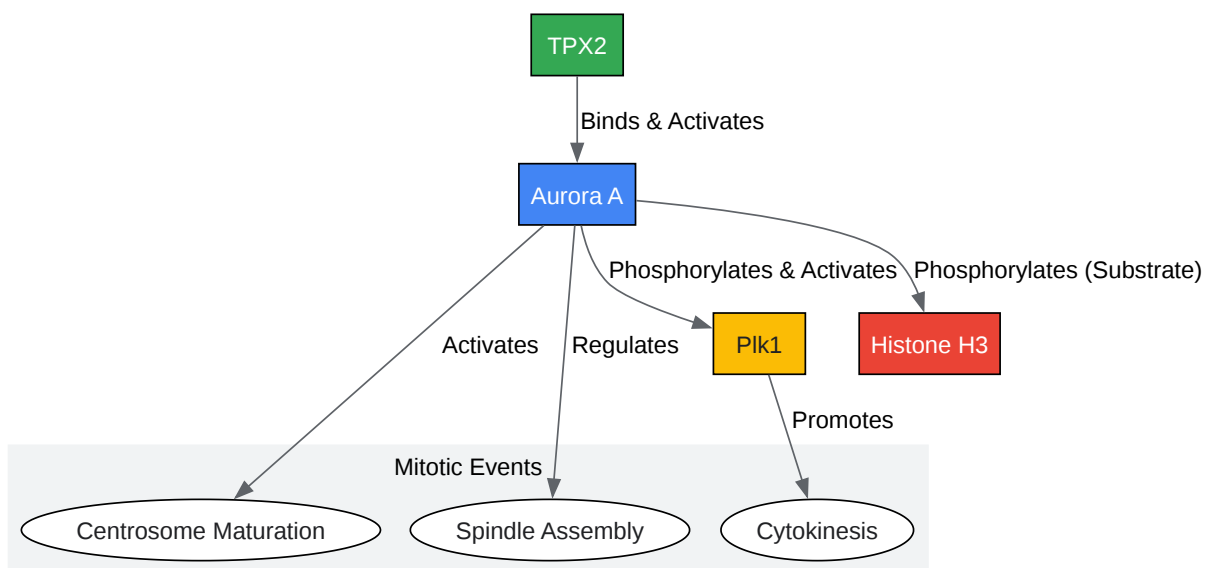 TPX2
Binds & Activates
Aurora A
Phosphorylates & Activates
Phosphorylates (Substrate)
Activates
Regulates
Plk1
Histone H3
Promotes
Mitotic Events
Centrosome Maturation
Spindle Assembly
Cytokinesis